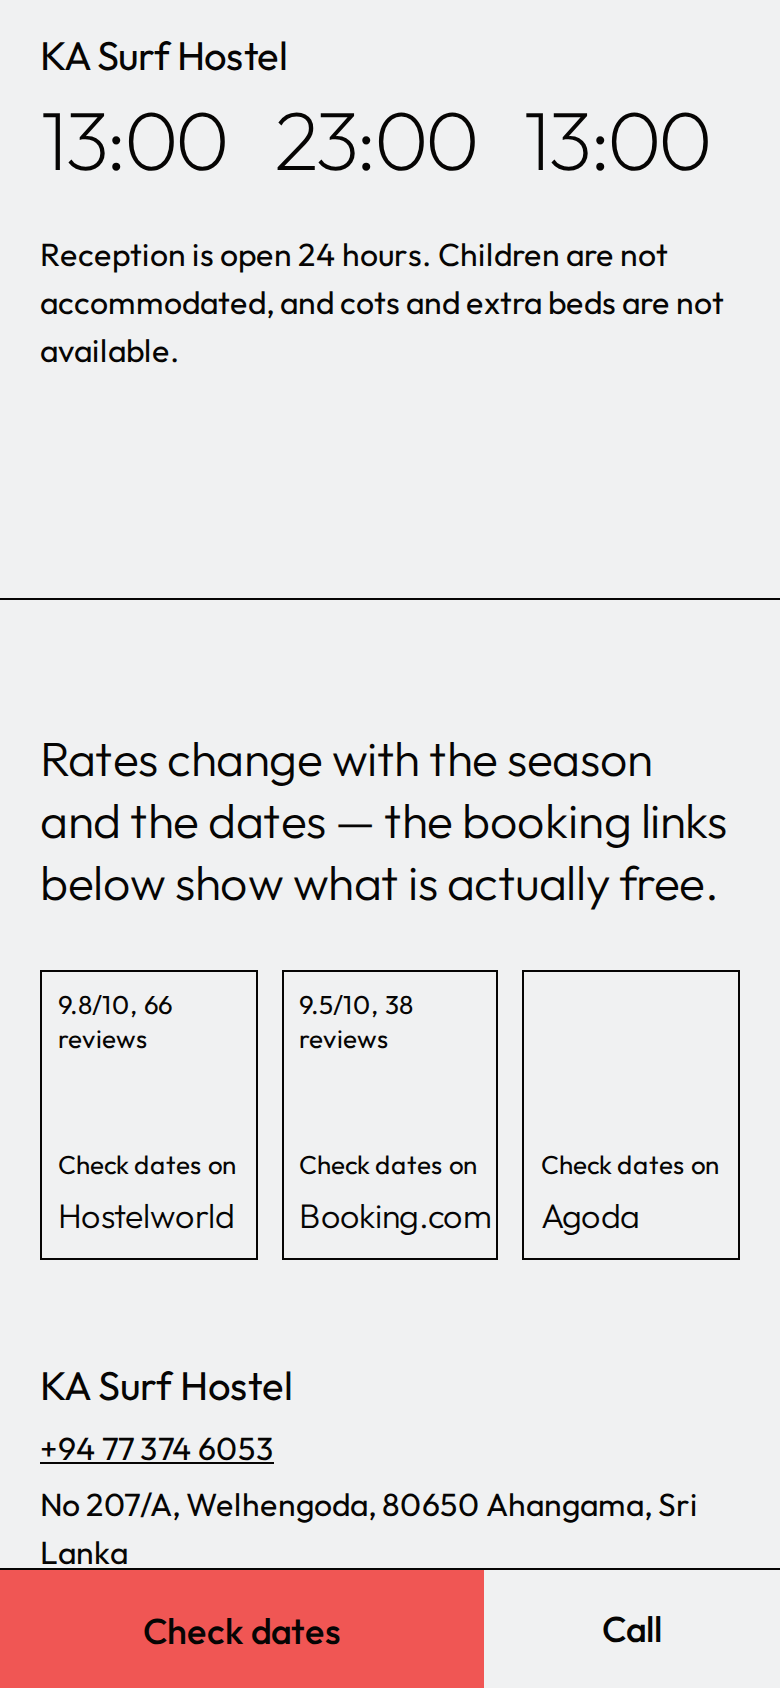 KA Surf Hostel
13:00 23:00 13:00
Reception is open 24 hours. Children are not
accommodated, and cots and extra beds are not
available.
Rates change with the season
and the dates — the booking links
below show what is actually free.
9.8/10, 66
reviews
Check dates on
Hostelworld
9.5/10, 38
reviews
Check dates on
Booking.com
Check dates on
Agoda
KA Surf Hostel
+94 77 374 6053
No 207/A, Welhengoda, 80650 Ahangama, Sri
Lanka
Check dates
Call